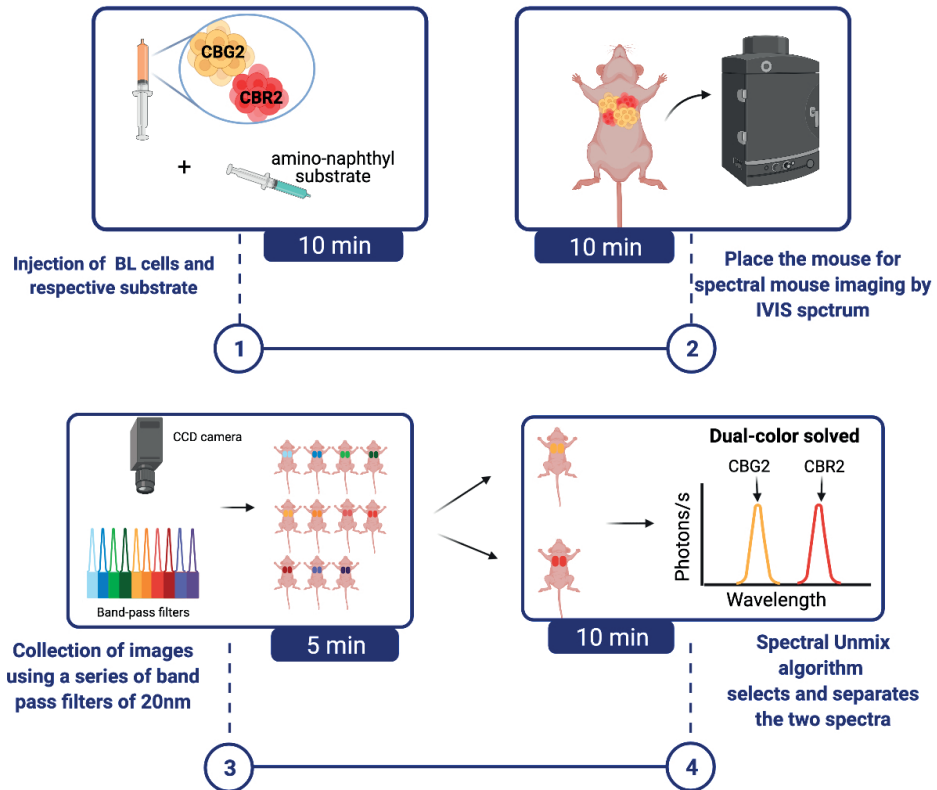 CBG2
CBR2
+
amino-naphthyl
substrate
10 min
Injection of BL cells and
respective substrate
1
10 min
Place the mouse for
spectral mouse imaging by
IVIS spctrum
2
CCD camera
Band-pass filters
5 min
Collection of images
using a series of band
pass filters of 20nm
3
Dual-color solved
CBG2
CBR2
Photons/s
Wavelength
10 min
Spectral Unmix
algorithm
selects and separates
the two spectra
4